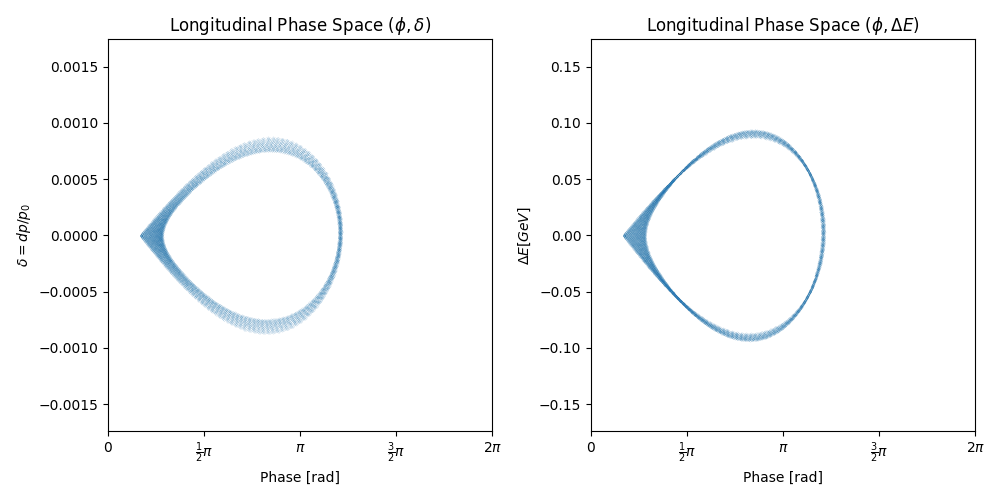 Longitudinal Phase Space (ϕ, δ)
δ = dp/p₀
0.0015
0.0010
0.0005
0.0000
−0.0005
−0.0010
−0.0015
0 ½π π 3/2π 2π
Phase [rad]
Longitudinal Phase Space (ϕ, ΔE)
ΔE[GeV]
0.15
0.10
0.05
0.00
−0.05
−0.10
−0.15
0 ½π π 3/2π 2π
Phase [rad]